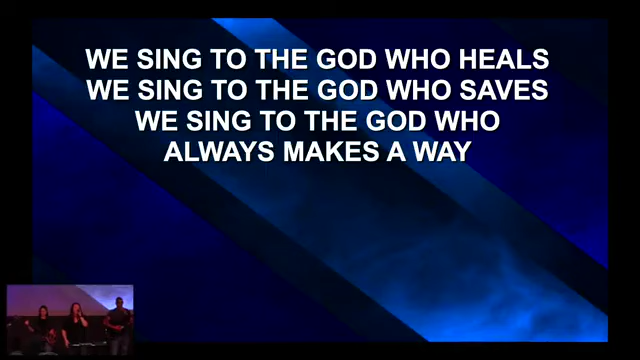 WE SING TO THE GOD WHO HEALS
WE SING TO THE GOD WHO SAVES
WE SING TO THE GOD WHO
ALWAYS MAKES A WAY